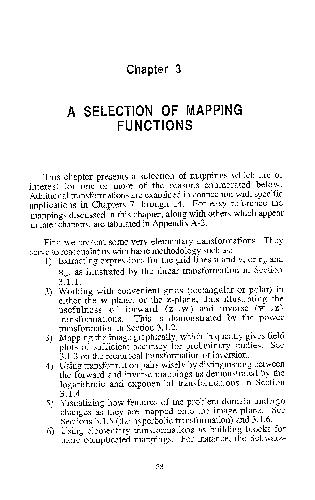 Chapter 3
A SELECTION OF MAPPING
FUNCTIONS
This chapter presents a selection of mappings which are of
interest for one or more of the reasons enumerated below.
Additional transformations are examined in connection with specific
applications in Chapters 7 through 14. For easy reference the
mappings discussed in this chapter, along with others which appear
in later chapters, are tabulated in Appendix A-2.
First we present some very elementary transformations. They
serve to reacquaint us with basic methodology such as:
1) Extracting expressions for the grid lines u and v, or and
as illustrated by the linear transformation in Section
3.1.1.
2) Working with convenient grids (rectangular or polar) in
either the w-plane, or the z-plane, thus illustrating the
usefulness of forward and inverse
transformations. This is demonstrated by the power
transformation in Section 3.1.2.
3) Mapping the image graphically, which frequently gives field
plots of sufficient accuracy for preliminary studies. See
3.1.3 on the reciprocal transformation or inversion.
4) Using transformation pairs wisely by distinguishing between
the forward and inverse mappings as demonstrated by the
logarithmic and exponential transformations in Section
3.1.4.
5) Visualizing how features of the problem domain undergo
changes as they are mapped onto the image plane. See
Sections 3.1.5 (the hyperbolic transformation) and 3.1.6.
6) Using elementary transformations as building blocks for
more complicated mappings. For instance, the Schwarz-